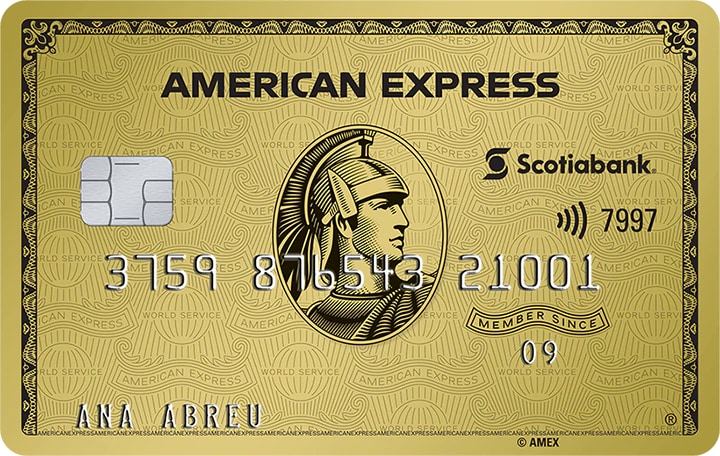 AMERICAN EXPRESS
Scotiabank®
7997
3759 876543 21001
MEMBER SINCE
09
ANA ABREU
®
© AMEX